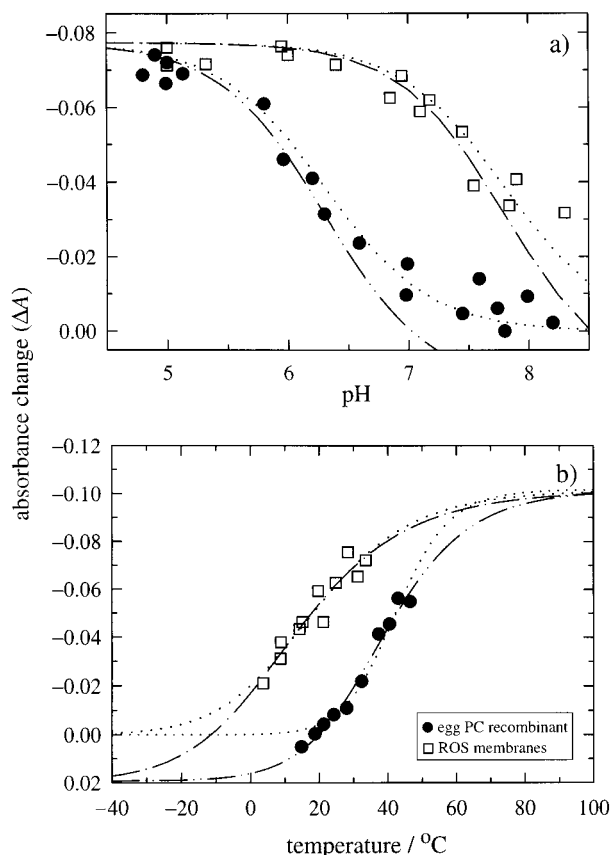 a)
−0.08
−0.06
−0.04
−0.02
0.00
5 6 7 8
pH
absorbance change (ΔA)
b)
−0.12
−0.10
−0.08
−0.06
−0.04
−0.02
0.00
0.02
egg PC recombinant
ROS membranes
−40 −20 0 20 40 60 80 100
temperature / °C